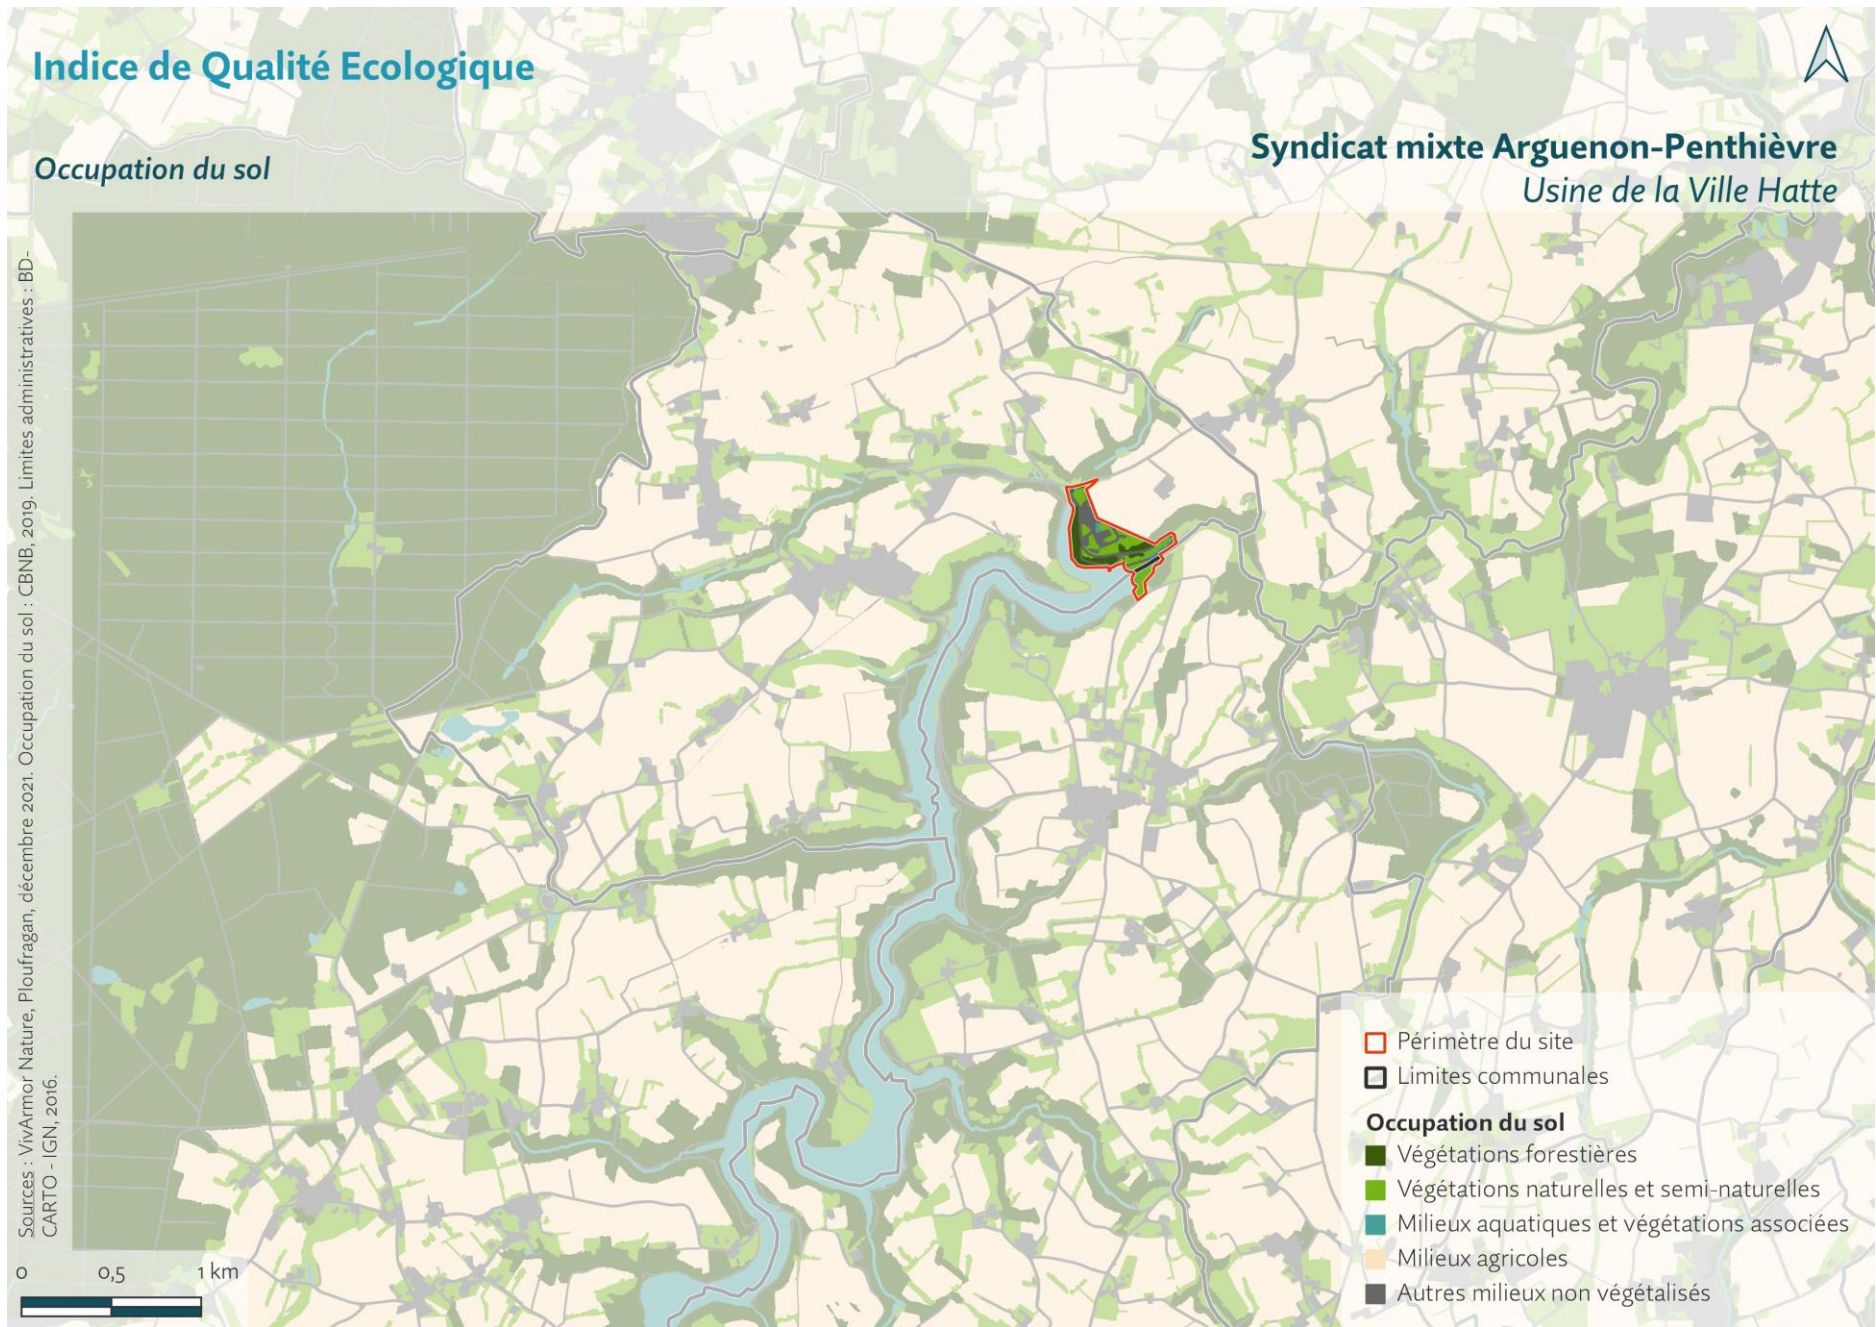 Indice de Qualité Ecologique
Occupation du sol
Syndicat mixte Arguenon-Penthièvre
Usine de la Ville Hatte
Sources : VivArmor Nature, Ploufragan, décembre 2021. Occupation du sol : CBNB, 2019. Limites administratives : BD-
CARTO - IGN, 2016.
0 0,5 1 km
Périmètre du site
Limites communales
Occupation du sol
Végétations forestières
Végétations naturelles et semi-naturelles
Milieux aquatiques et végétations associées
Milieux agricoles
Autres milieux non végétalisés